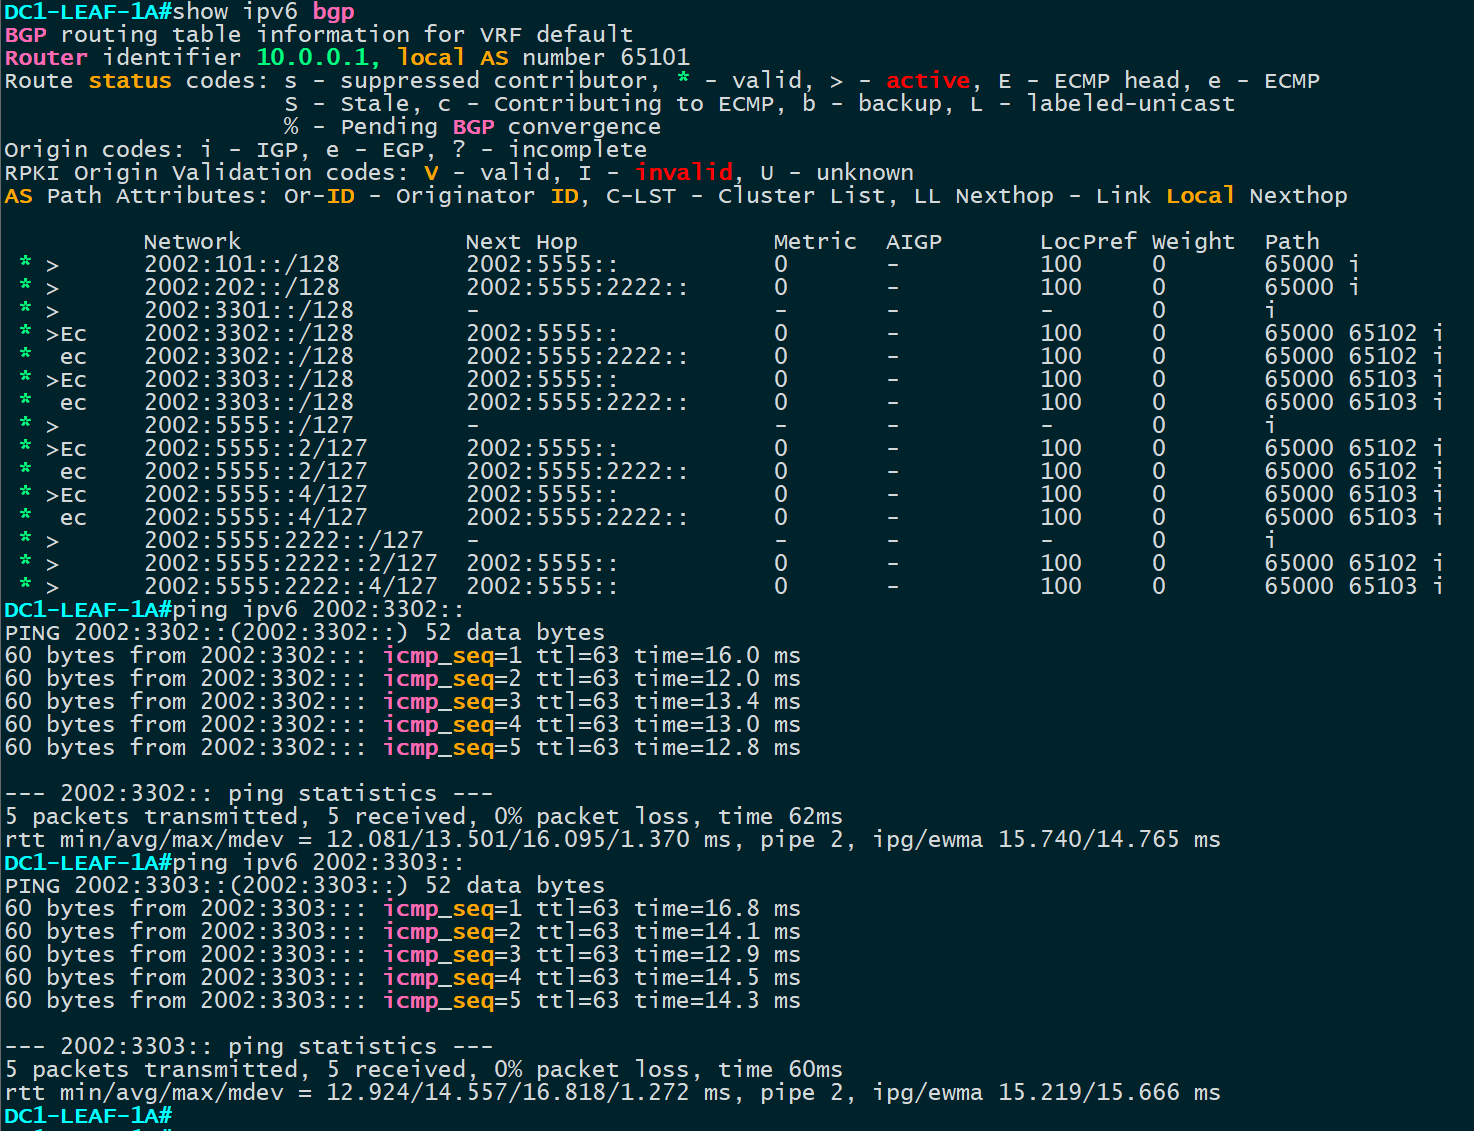 DC1-LEAF-1A#show ipv6 bgp
BGP routing table information for VRF default
Router identifier 10.0.0.1, local AS number 65101
Route status codes: s - suppressed contributor, * - valid, > - active, E - ECMP head, e - ECMP
                    S - Stale, c - Contributing to ECMP, b - backup, L - labeled-unicast
                    % - Pending BGP convergence
Origin codes: i - IGP, e - EGP, ? - incomplete
RPKI Origin Validation codes: V - valid, I - invalid, U - unknown
AS Path Attributes: Or-ID - Originator ID, C-LST - Cluster List, LL Nexthop - Link Local Nexthop

          Network                Next Hop              Metric  AIGP       LocPref Weight  Path
 * >      2002:101::/128         2002:5555::           0       -          100     0       65000 i
 * >      2002:202::/128         2002:5555:2222::      0       -          100     0       65000 i
 * >      2002:3301::/128        -                     -       -          -       0       i
 * >Ec    2002:3302::/128        2002:5555::           0       -          100     0       65000 65102 i
 *  ec    2002:3302::/128        2002:5555:2222::      0       -          100     0       65000 65102 i
 * >Ec    2002:3303::/128        2002:5555::           0       -          100     0       65000 65103 i
 *  ec    2002:3303::/128        2002:5555:2222::      0       -          100     0       65000 65103 i
 * >      2002:5555::/127        -                     -       -          -       0       i
 * >Ec    2002:5555::2/127       2002:5555::           0       -          100     0       65000 65102 i
 *  ec    2002:5555::2/127       2002:5555:2222::      0       -          100     0       65000 65102 i
 * >Ec    2002:5555::4/127       2002:5555::           0       -          100     0       65000 65103 i
 *  ec    2002:5555::4/127       2002:5555:2222::      0       -          100     0       65000 65103 i
 * >      2002:5555:2222::/127   -                     -       -          -       0       i
 * >      2002:5555:2222::2/127  2002:5555::           0       -          100     0       65000 65102 i
 * >      2002:5555:2222::4/127  2002:5555::           0       -          100     0       65000 65103 i
DC1-LEAF-1A#ping ipv6 2002:3302::
PING 2002:3302::(2002:3302::) 52 data bytes
60 bytes from 2002:3302::: icmp_seq=1 ttl=63 time=16.0 ms
60 bytes from 2002:3302::: icmp_seq=2 ttl=63 time=12.0 ms
60 bytes from 2002:3302::: icmp_seq=3 ttl=63 time=13.4 ms
60 bytes from 2002:3302::: icmp_seq=4 ttl=63 time=13.0 ms
60 bytes from 2002:3302::: icmp_seq=5 ttl=63 time=12.8 ms

--- 2002:3302:: ping statistics ---
5 packets transmitted, 5 received, 0% packet loss, time 62ms
rtt min/avg/max/mdev = 12.081/13.501/16.095/1.370 ms, pipe 2, ipg/ewma 15.740/14.765 ms
DC1-LEAF-1A#ping ipv6 2002:3303::
PING 2002:3303::(2002:3303::) 52 data bytes
60 bytes from 2002:3303::: icmp_seq=1 ttl=63 time=16.8 ms
60 bytes from 2002:3303::: icmp_seq=2 ttl=63 time=14.1 ms
60 bytes from 2002:3303::: icmp_seq=3 ttl=63 time=12.9 ms
60 bytes from 2002:3303::: icmp_seq=4 ttl=63 time=14.5 ms
60 bytes from 2002:3303::: icmp_seq=5 ttl=63 time=14.3 ms

--- 2002:3303:: ping statistics ---
5 packets transmitted, 5 received, 0% packet loss, time 60ms
rtt min/avg/max/mdev = 12.924/14.557/16.818/1.272 ms, pipe 2, ipg/ewma 15.219/15.666 ms
DC1-LEAF-1A#